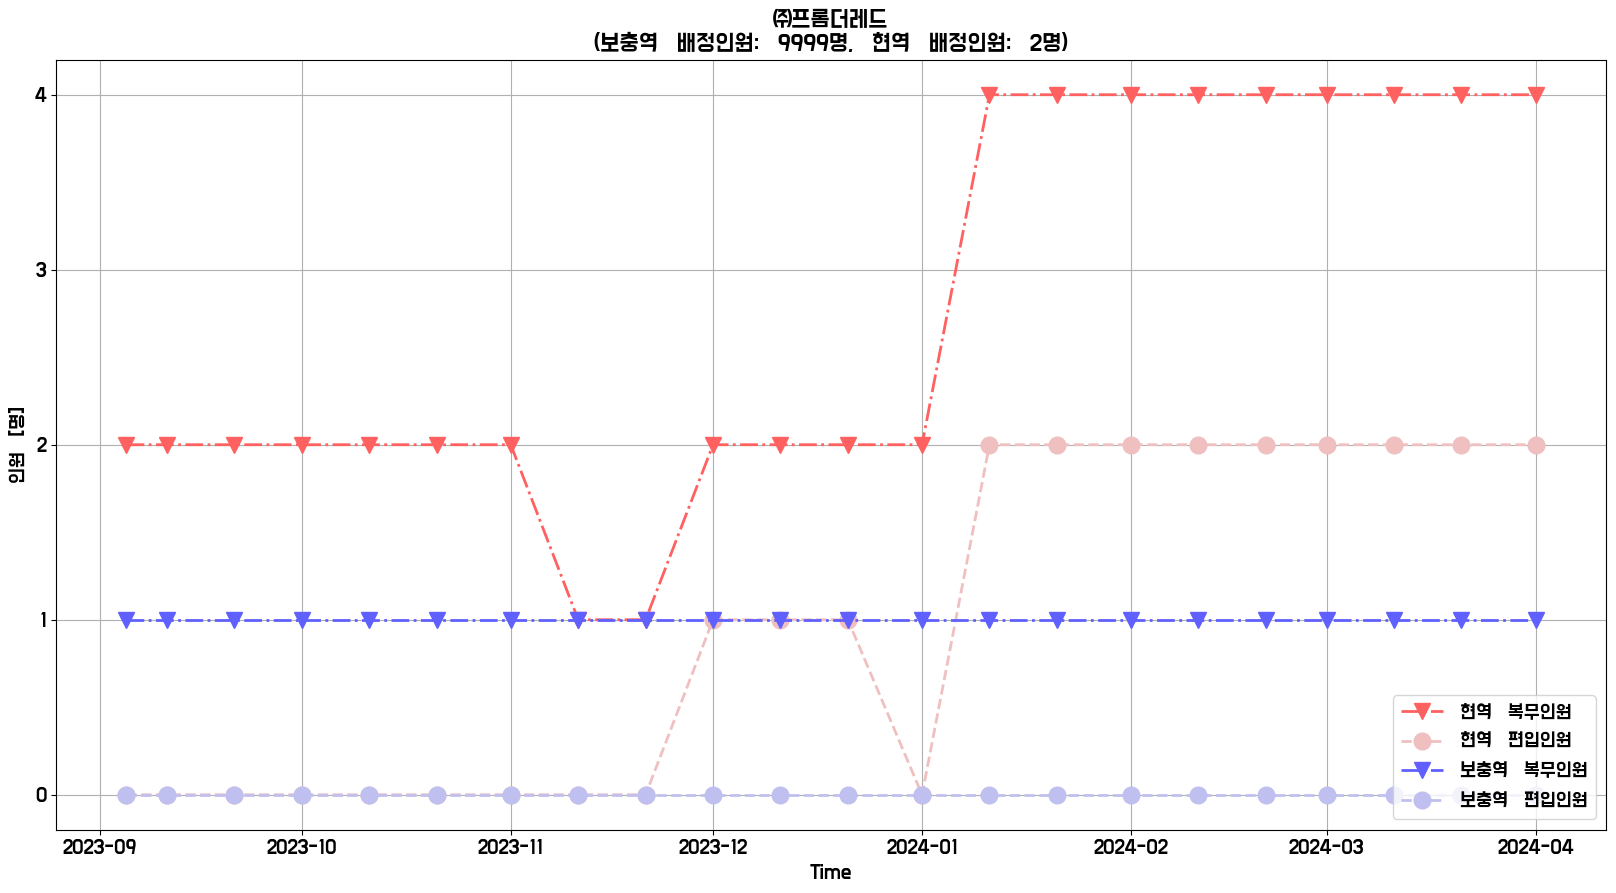 ㈜프롬더레드
(보충역 배정인원: 9999명, 현역 배정인원: 2명)
인원 [명]
4
3
2
1
0
현역 복무인원
현역 편입인원
보충역 복무인원
보충역 편입인원
2023-09 2023-10 2023-11 2023-12 2024-01 2024-02 2024-03 2024-04
Time